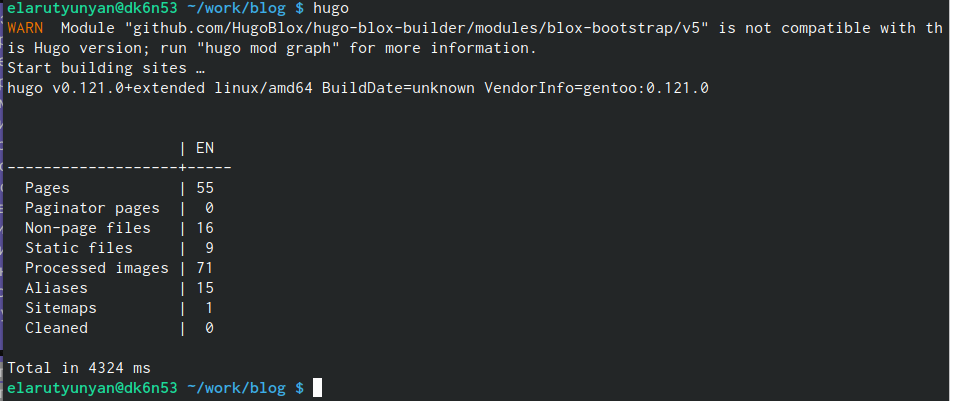 elarutyunyan@dk6n53 ~/work/blog $ hugo
WARN  Module "github.com/HugoBlox/hugo-blox-builder/modules/blox-bootstrap/v5" is not compatible with th
is Hugo version; run "hugo mod graph" for more information.
Start building sites …
hugo v0.121.0+extended linux/amd64 BuildDate=unknown VendorInfo=gentoo:0.121.0
                   | EN
-------------------+-----
  Pages            | 55
  Paginator pages  |  0
  Non-page files   | 16
  Static files     |  9
  Processed images | 71
  Aliases          | 15
  Sitemaps         |  1
  Cleaned          |  0
Total in 4324 ms
elarutyunyan@dk6n53 ~/work/blog $